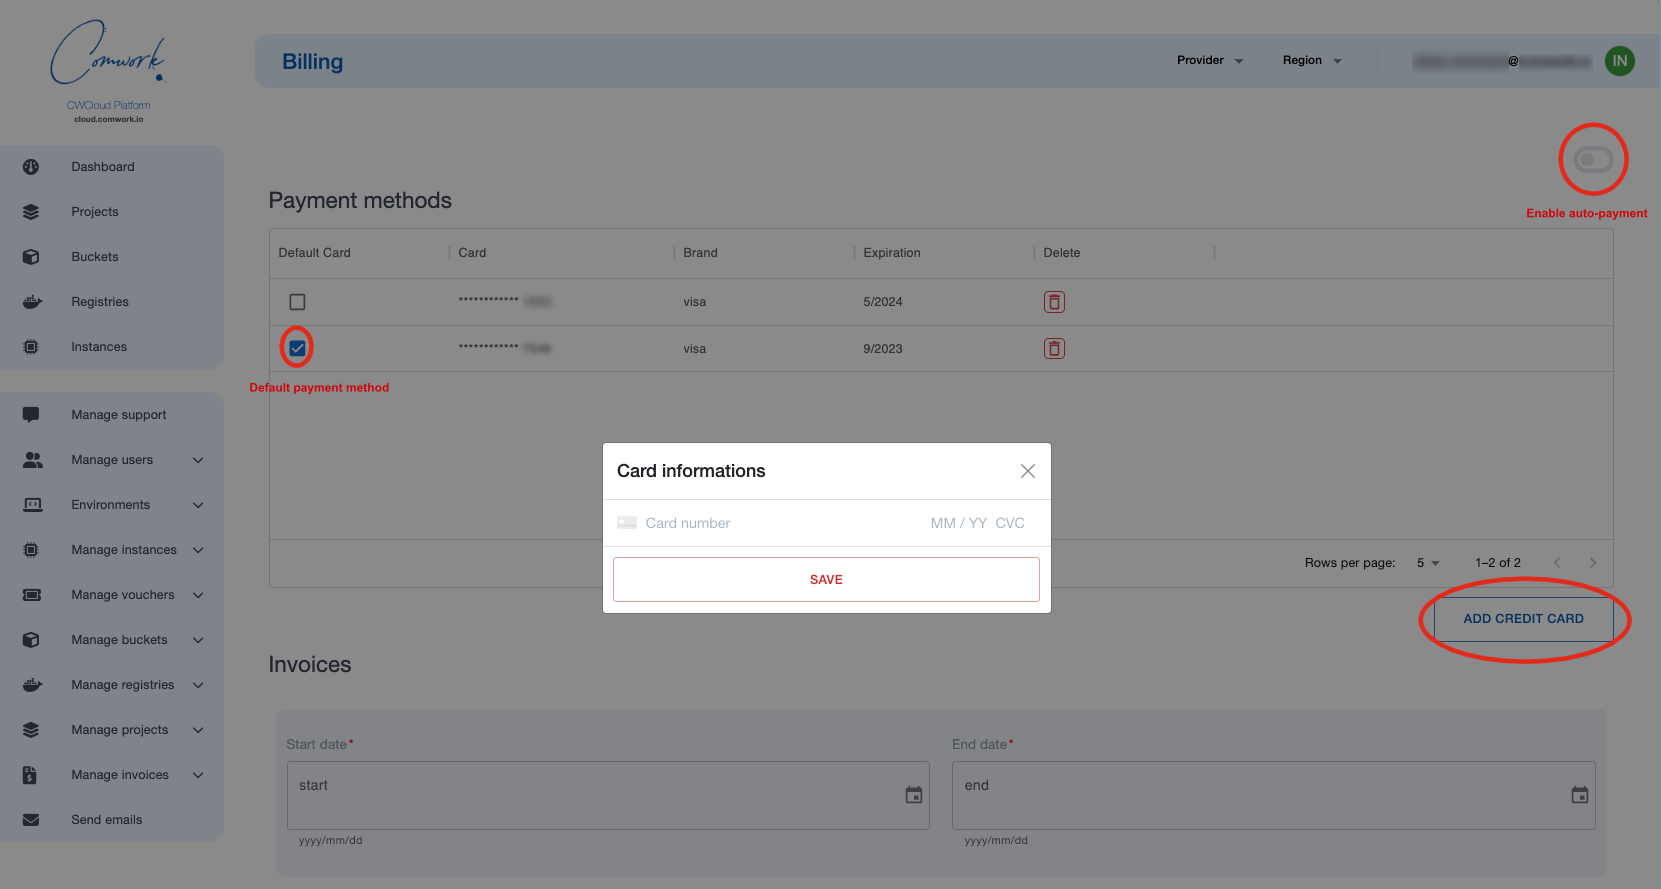 Comwork
CWCloud Platform
cloud.comwork.io
Dashboard
Projects
Buckets
Registries
Instances
Manage support
Manage users
Environments
Manage instances
Manage vouchers
Manage buckets
Manage registries
Manage projects
Manage invoices
Send emails
Billing
Provider
Region
@
IN
Enable auto-payment
Payment methods
Default Card Card Brand Expiration Delete
************ visa 5/2024
************ visa 9/2023
Default payment method
Card informations
Card number MM / YY CVC
SAVE
Rows per page: 5 1–2 of 2
ADD CREDIT CARD
Invoices
Start date* End date*
start end
yyyy/mm/dd yyyy/mm/dd